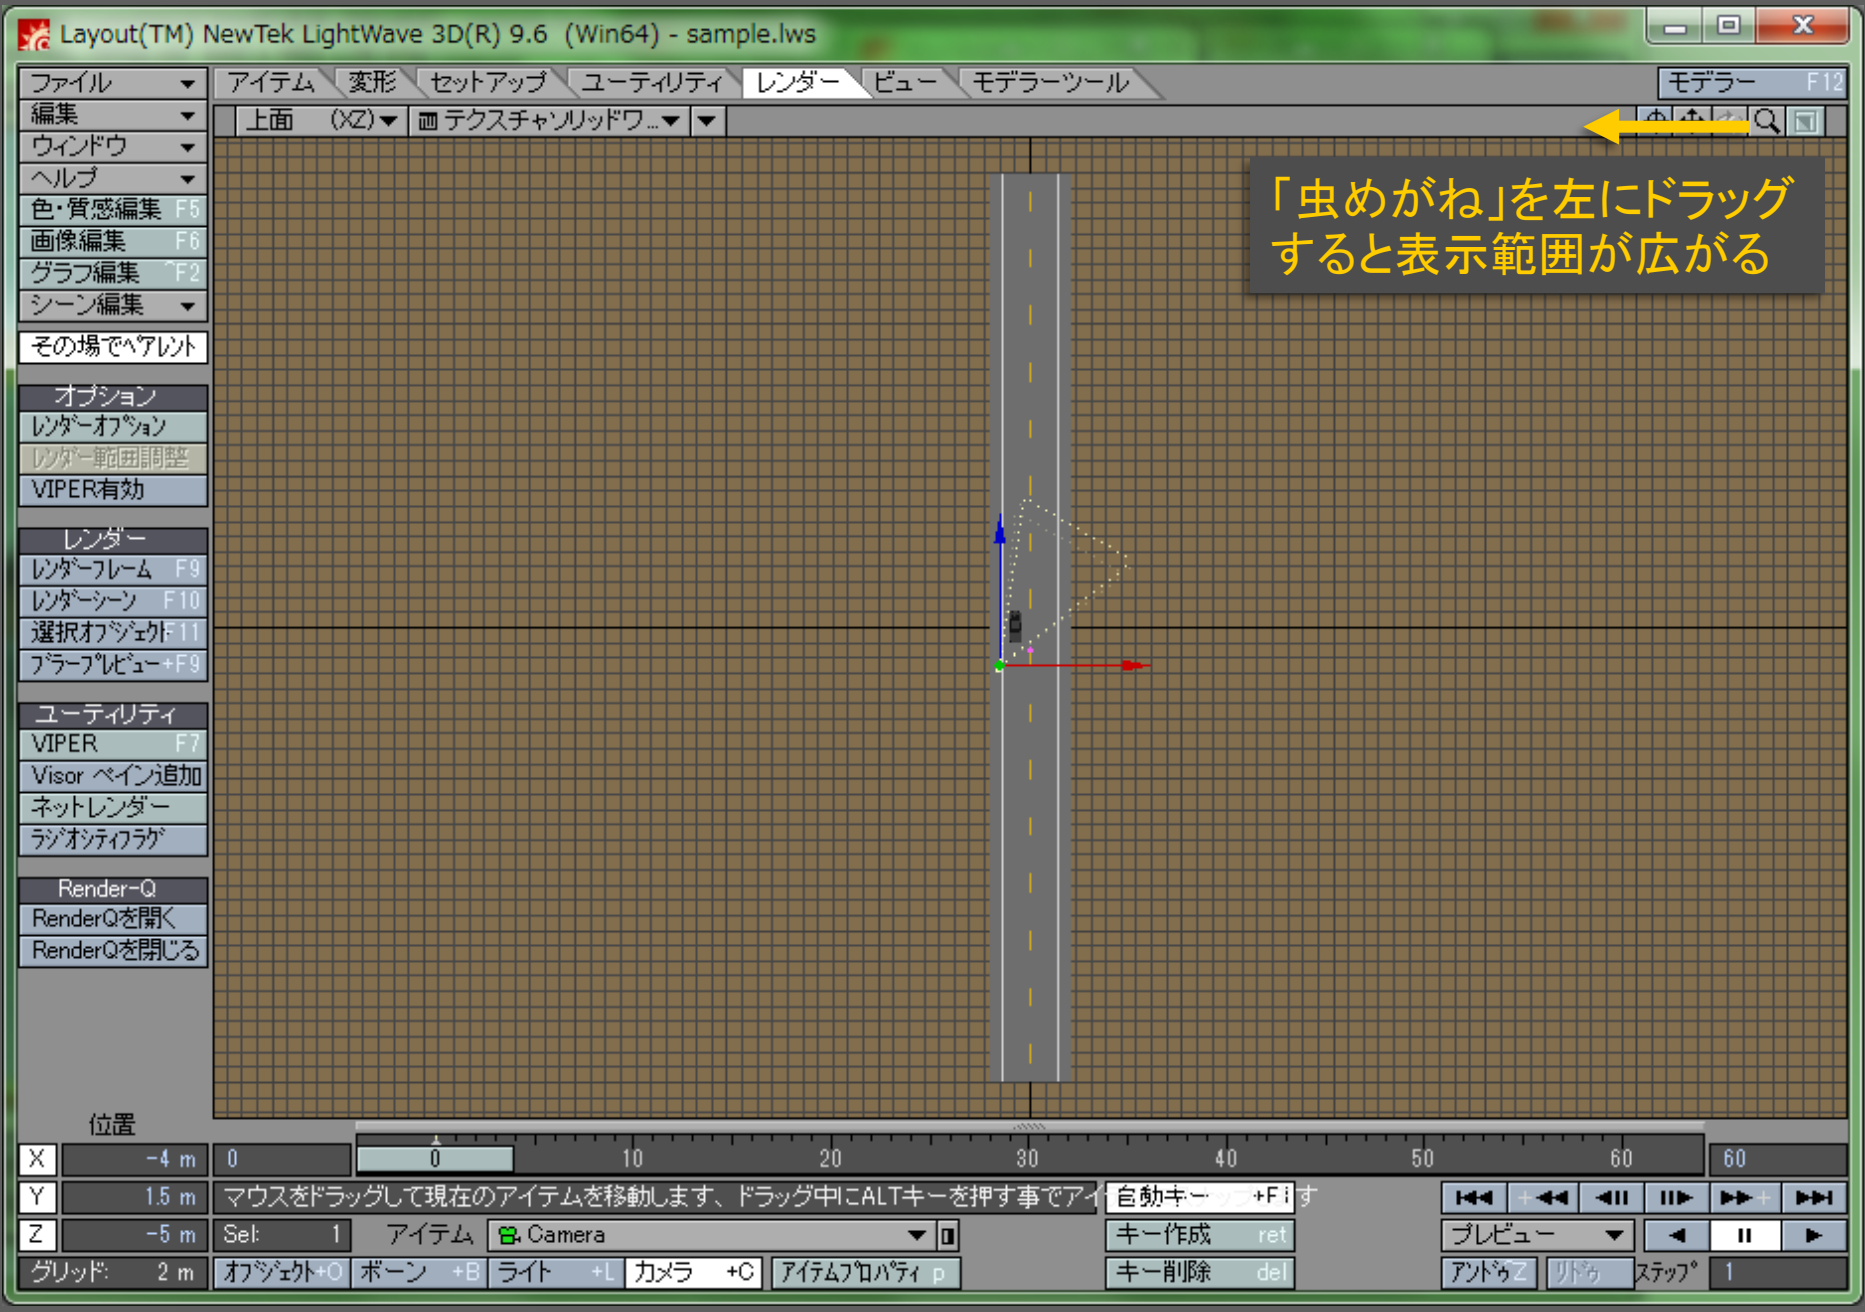 Layout(TM) NewTek LightWave 3D(R) 9.6 (Win64) - sample.lws
ファイル
編集
ウィンドウ
ヘルプ
色・質感編集 F5
画像編集 F6
グラフ編集 ^F2
シーン編集
その場でペアレント
オプション
レンダーオプション
レンダー範囲調整
VIPER有効
レンダー
レンダーフレーム F9
レンダーシーン F10
選択オブジェクト F11
ブラープレビュー +F9
ユーティリティ
VIPER F7
Visor ペイン追加
ネットレンダー
ラジオシティフラグ
Render-Q
RenderQを開く
RenderQを閉じる
アイテム 変形 セットアップ ユーティリティ レンダー ビュー モデラーツール モデラー F12
上面 (XZ) テクスチャソリッドワ...
「虫めがね」を左にドラッグ
すると表示範囲が広がる
位置
X -4 m 0 0 10 20 30 40 50 60 60
Y 1.5 m マウスをドラッグして現在のアイテムを移動します、ドラッグ中にALTキーを押す事でアイ 自動キー +F1 す
Z -5 m Sel: 1 アイテム Camera キー作成 ret プレビュー
グリッド: 2 m オブジェクト +O ボーン +B ライト +L カメラ +C アイテムプロパティ p キー削除 del アンドゥ Z リドゥ ステップ 1